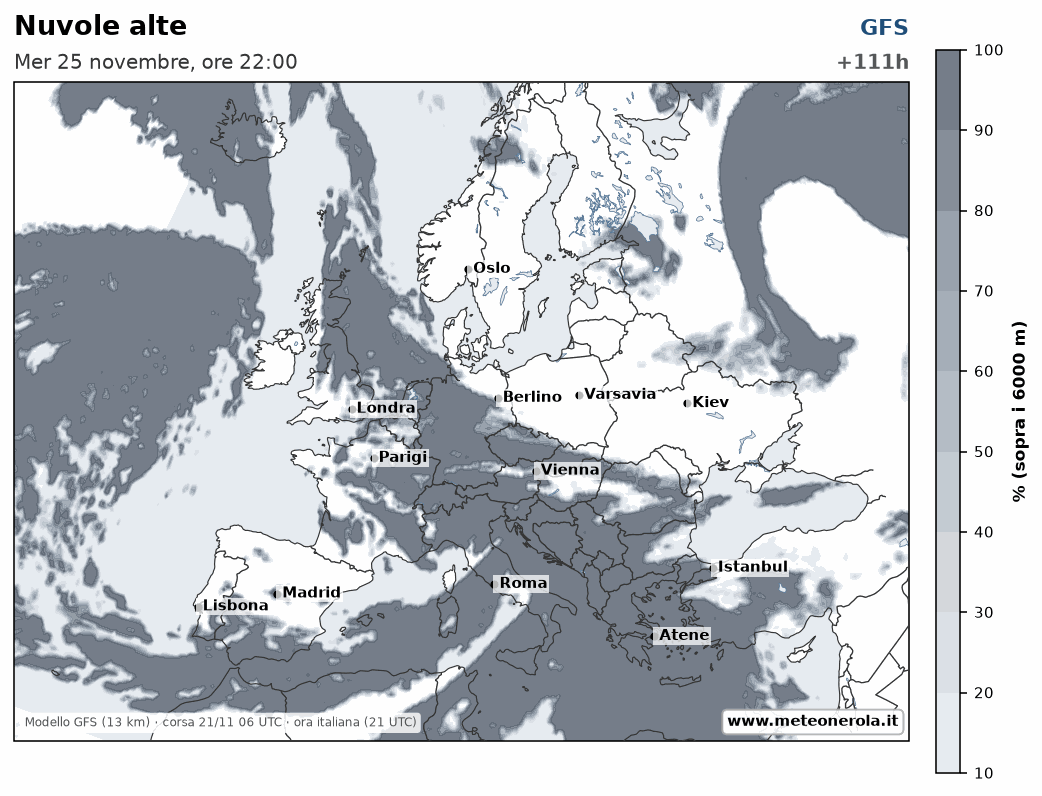 Nuvole alte
GFS
Mer 25 novembre, ore 22:00
+111h
100
90
80
70
60
50
40
30
20
10
% (sopra i 6000 m)
Oslo
Londra
Berlino
Varsavia
Kiev
Parigi
Vienna
Istanbul
Roma
Madrid
Lisbona
Atene
Modello GFS (13 km) · corsa 21/11 06 UTC · ora italiana (21 UTC)
www.meteonerola.it